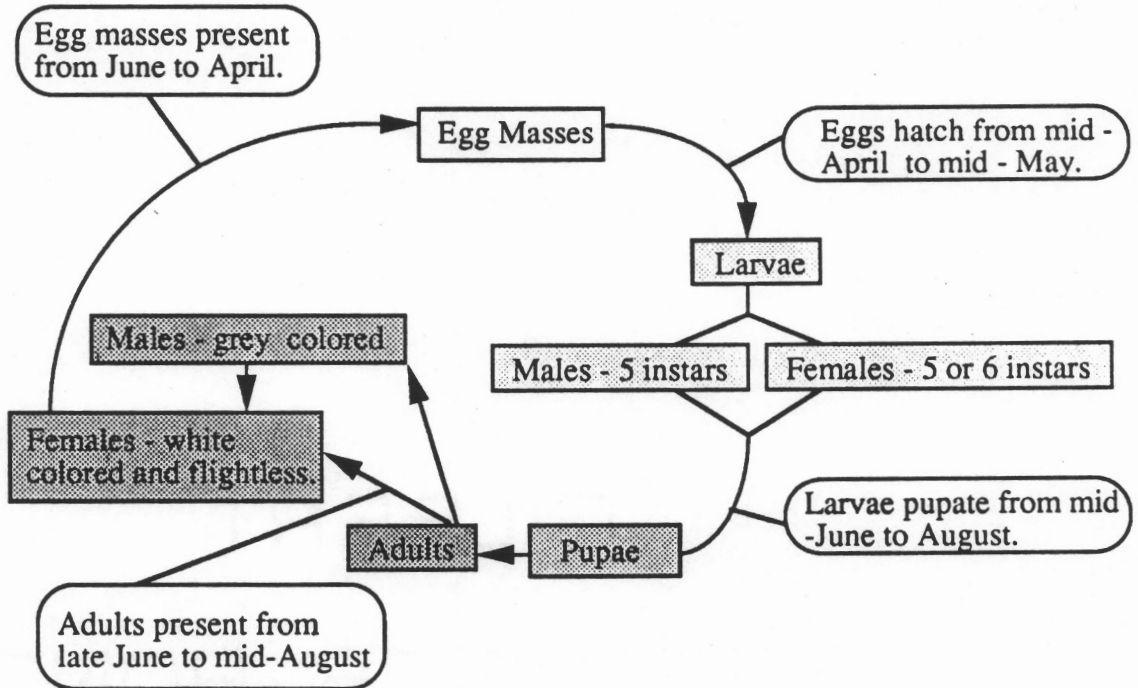 Egg masses present
from June to April.
Egg Masses
Eggs hatch from mid -
April to mid - May.
Larvae
Males - grey colored
Males - 5 instars
Females - 5 or 6 instars
Females - white
colored and flightless.
Larvae pupate from mid
-June to August.
Adults
Pupae
Adults present from
late June to mid-August